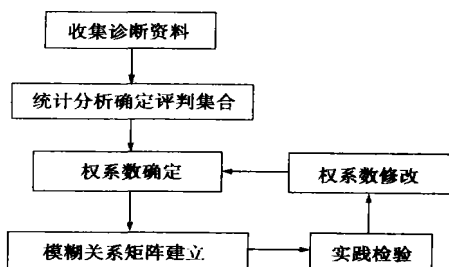 收集诊断资料
统计分析确定评判集合
权系数确定
权系数修改
模糊关系矩阵建立
实践检验